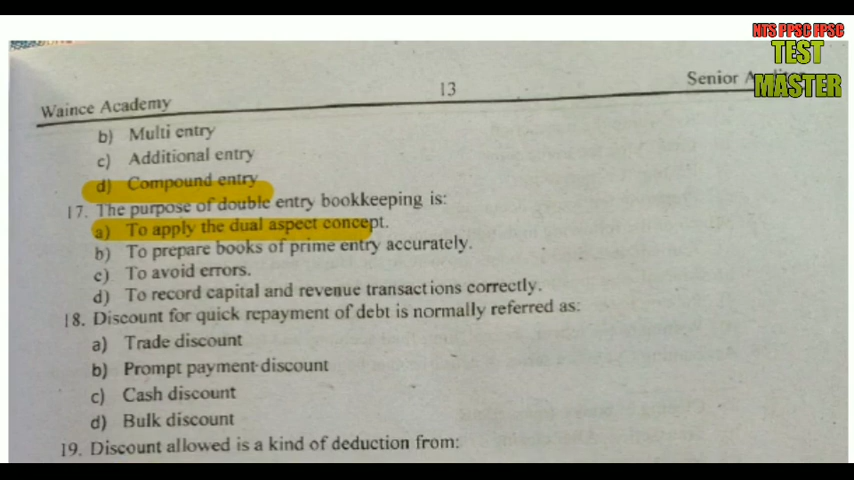 NTS PPSC FPSC
TEST
MASTER
Waince Academy 13 Senior
b) Multi entry
c) Additional entry
d) Compound entry
17. The purpose of double entry bookkeeping is:
a) To apply the dual aspect concept.
b) To prepare books of prime entry accurately.
c) To avoid errors.
d) To record capital and revenue transactions correctly.
18. Discount for quick repayment of debt is normally referred as:
a) Trade discount
b) Prompt payment discount
c) Cash discount
d) Bulk discount
19. Discount allowed is a kind of deduction from: